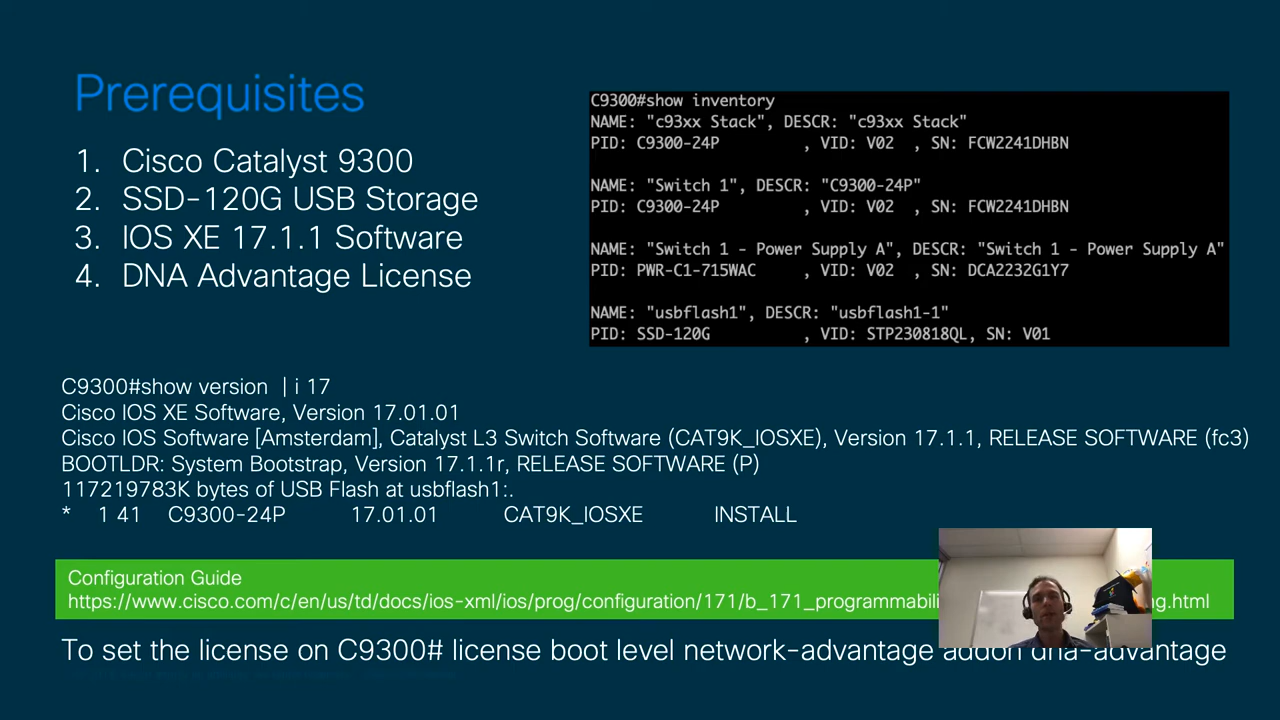 Prerequisites
1. Cisco Catalyst 9300
2. SSD-120G USB Storage
3. IOS XE 17.1.1 Software
4. DNA Advantage License
C9300#show inventory
NAME: "c93xx Stack", DESCR: "c93xx Stack"
PID: C9300-24P , VID: V02 , SN: FCW2241DHBN
NAME: "Switch 1", DESCR: "C9300-24P"
PID: C9300-24P , VID: V02 , SN: FCW2241DHBN
NAME: "Switch 1 - Power Supply A", DESCR: "Switch 1 - Power Supply A"
PID: PWR-C1-715WAC , VID: V02 , SN: DCA2232G1Y7
NAME: "usbflash1", DESCR: "usbflash1-1"
PID: SSD-120G , VID: STP230818QL, SN: V01
C9300#show version | i 17
Cisco IOS XE Software, Version 17.01.01
Cisco IOS Software [Amsterdam], Catalyst L3 Switch Software (CAT9K_IOSXE), Version 17.1.1, RELEASE SOFTWARE (fc3)
BOOTLDR: System Bootstrap, Version 17.1.1r, RELEASE SOFTWARE (P)
117219783K bytes of USB Flash at usbflash1:.
* 1 41 C9300-24P 17.01.01 CAT9K_IOSXE INSTALL
Configuration Guide
https://www.cisco.com/c/en/us/td/docs/ios-xml/ios/prog/configuration/171/b_171_programmabili g.html
To set the license on C9300# license boot level network-advantage addon dna-advantage